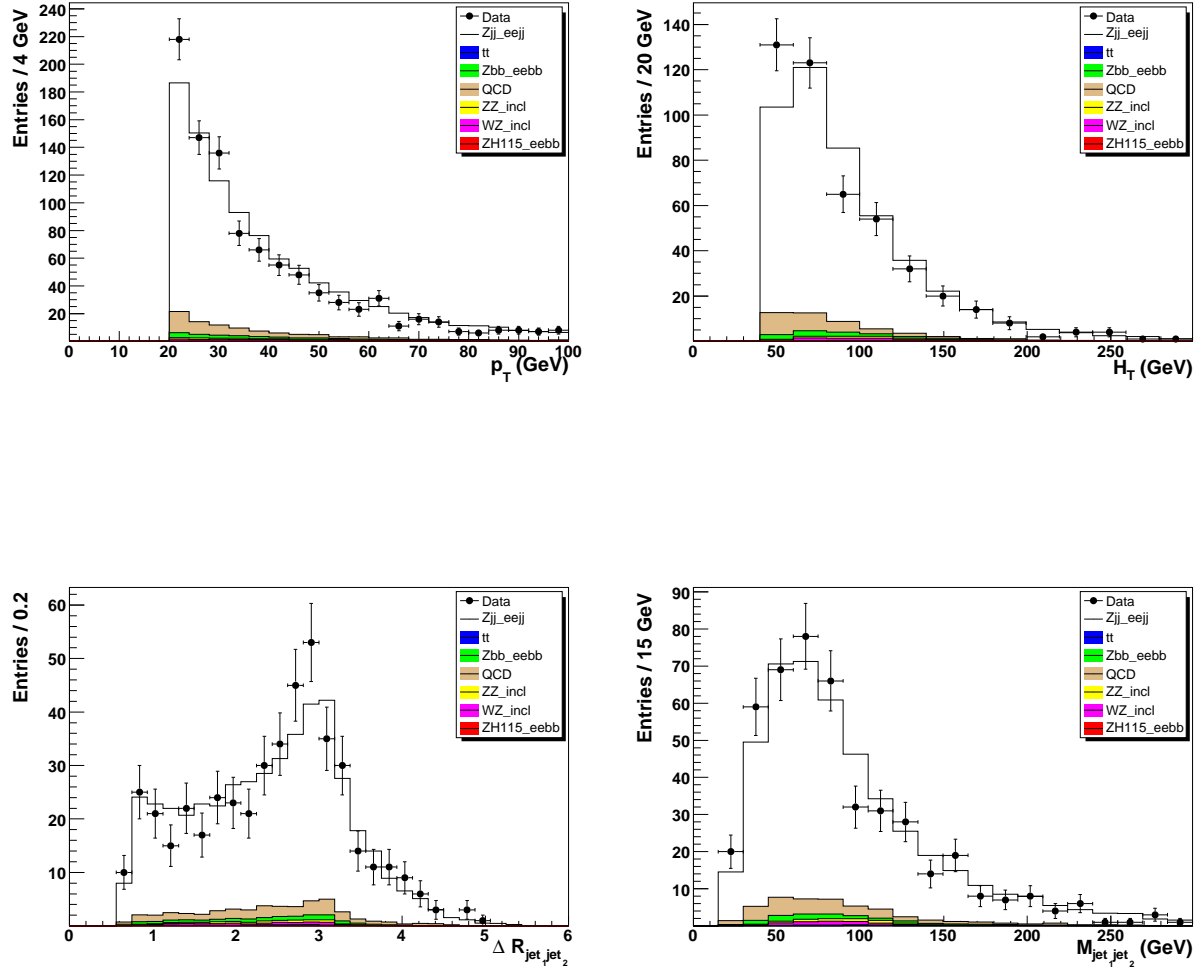 Entries / 4 GeV
240
220
200
180
160
140
120
100
80
60
40
20
0 10 20 30 40 50 60 70 80 90 100
p_T (GeV)
Data
Zjj_eejj
tt
Zbb_eebb
QCD
ZZ_incl
WZ_incl
ZH115_eebb
Entries / 20 GeV
140
120
100
80
60
40
20
0 50 100 150 200 250
H_T (GeV)
Data
Zjj_eejj
tt
Zbb_eebb
QCD
ZZ_incl
WZ_incl
ZH115_eebb
Entries / 0.2
60
50
40
30
20
10
0 1 2 3 4 5 6
Δ R_jet_1jet_2
Data
Zjj_eejj
tt
Zbb_eebb
QCD
ZZ_incl
WZ_incl
ZH115_eebb
Entries / 15 GeV
90
80
70
60
50
40
30
20
10
0 50 100 150 200 250
M_jet_1jet_2 (GeV)
Data
Zjj_eejj
tt
Zbb_eebb
QCD
ZZ_incl
WZ_incl
ZH115_eebb